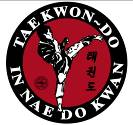 TAE KWON-DO
태권도
IN NAE DO KWAN